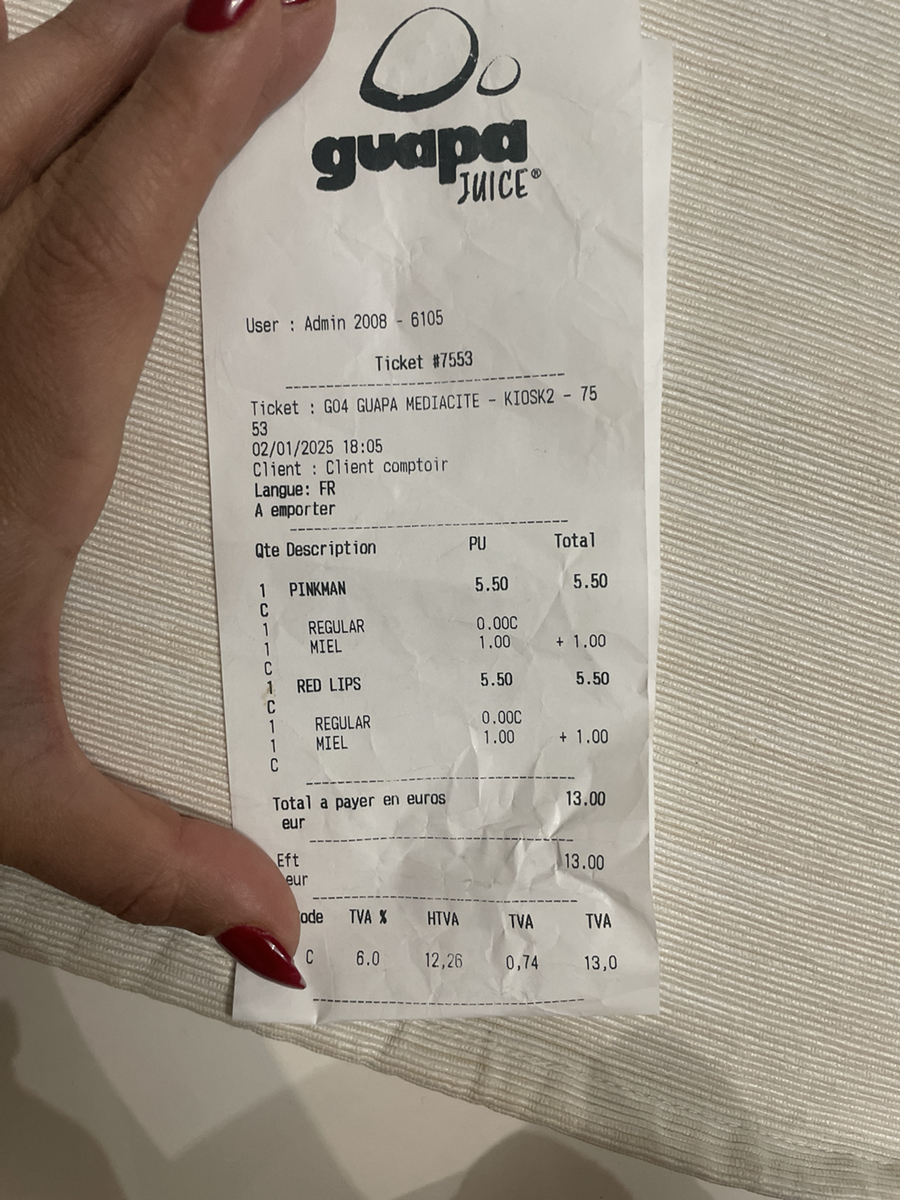 guapa
JUICE®
User : Admin 2008 - 6105
Ticket #7553
Ticket : GO4 GUAPA MEDIACITE - KIOSK2 - 75
53
02/01/2025 18:05
Client : Client comptoir
Langue: FR
A emporter
Qte Description PU Total
1 PINKMAN 5.50 5.50
C
1 REGULAR 0.00C
1 MIEL 1.00 + 1.00
C
1 RED LIPS 5.50 5.50
C
1 REGULAR 0.00C
1 MIEL 1.00 + 1.00
C
Total a payer en euros 13.00
eur
Eft 13.00
eur
ode TVA % HTVA TVA TVA
C 6.0 12,26 0,74 13,0